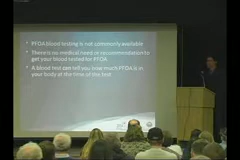 PFOA blood testing is not commonly available
There is no medical need or recommendation to
get your blood tested for PFOA
A blood test can tell you how much PFOA is in
your body at the time of the test